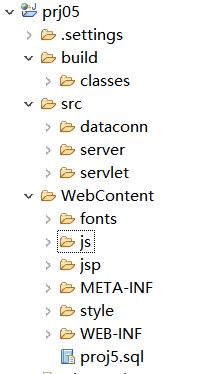 prj05
.settings
build
classes
src
dataconn
server
servlet
WebContent
fonts
js
jsp
META-INF
style
WEB-INF
proj5.sql